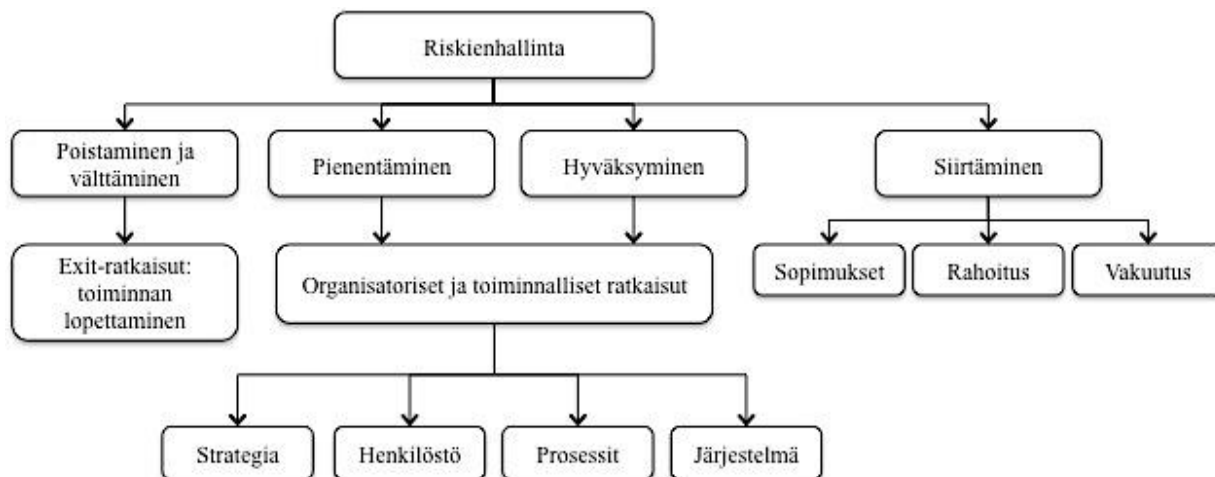 Riskienhallinta
Poistaminen ja
välttäminen
Pienentäminen
Hyväksyminen
Siirtäminen
Exit-ratkaisut:
toiminnan
lopettaminen
Organisatoriset ja toiminnalliset ratkaisut
Sopimukset
Rahoitus
Vakuutus
Strategia
Henkilöstö
Prosessit
Järjestelmä